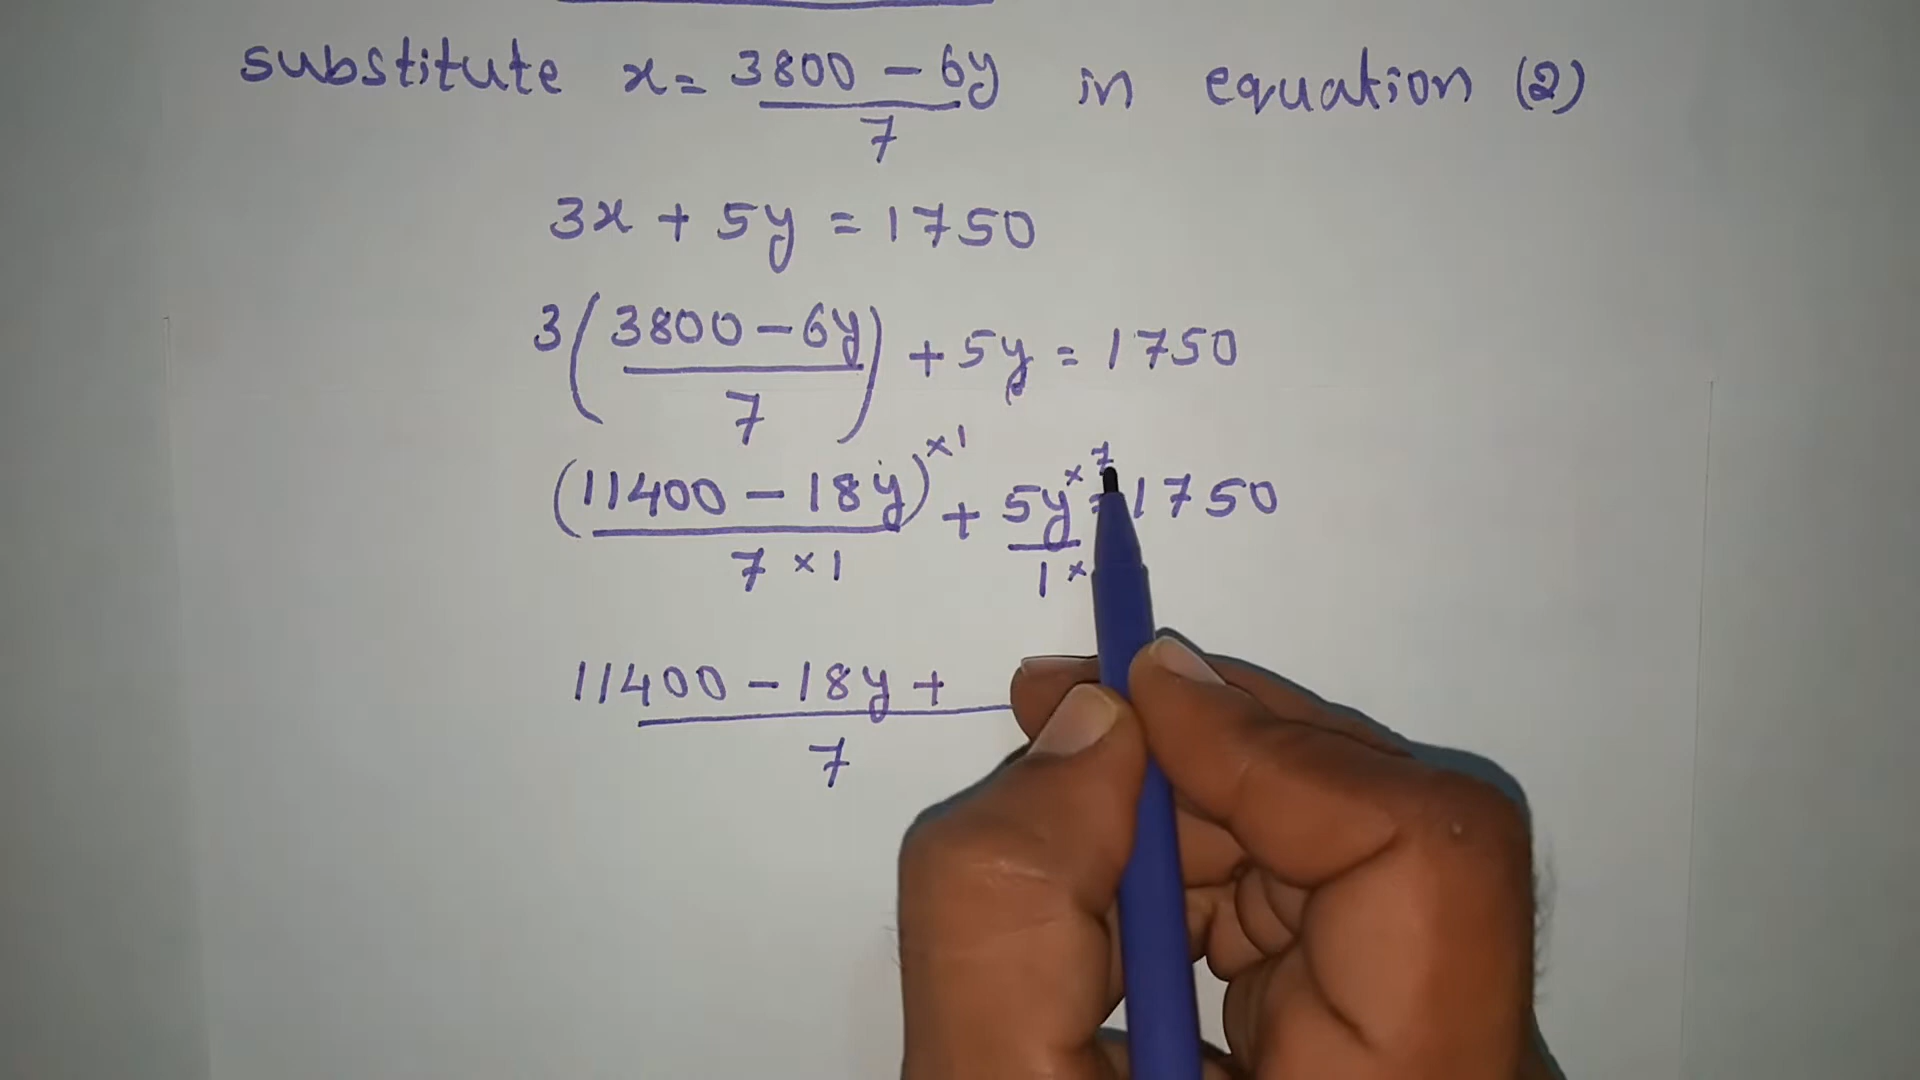 substitute x = 3800 - 6y / 7 in equation (2)
3x + 5y = 1750
3 ( 3800 - 6y / 7 ) + 5y = 1750
(11400 - 18y) ×1 / 7 ×1 + 5y ×7 / 1 × = 1750
11400 - 18y + / 7